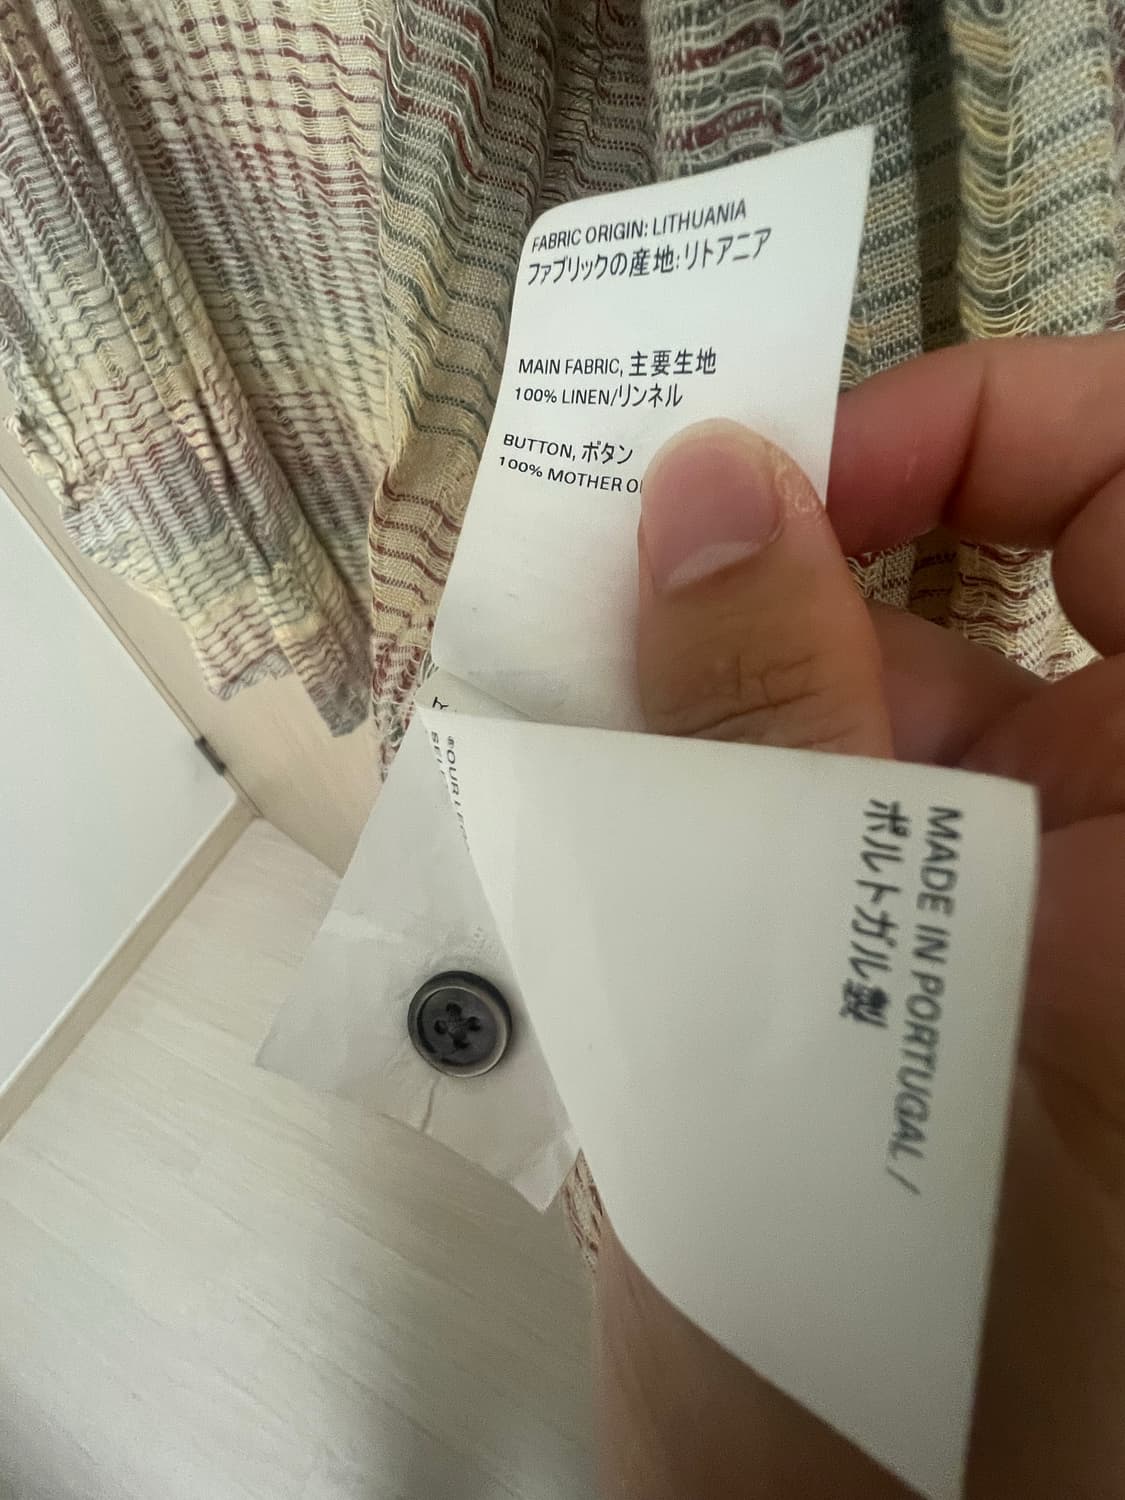 FABRIC ORIGIN: LITHUANIA
ファブリックの産地:リトアニア
MAIN FABRIC, 主要生地
100% LINEN/リンネル
BUTTON, ボタン
100% MOTHER O
MADE IN PORTUGAL /
ポルトガル製